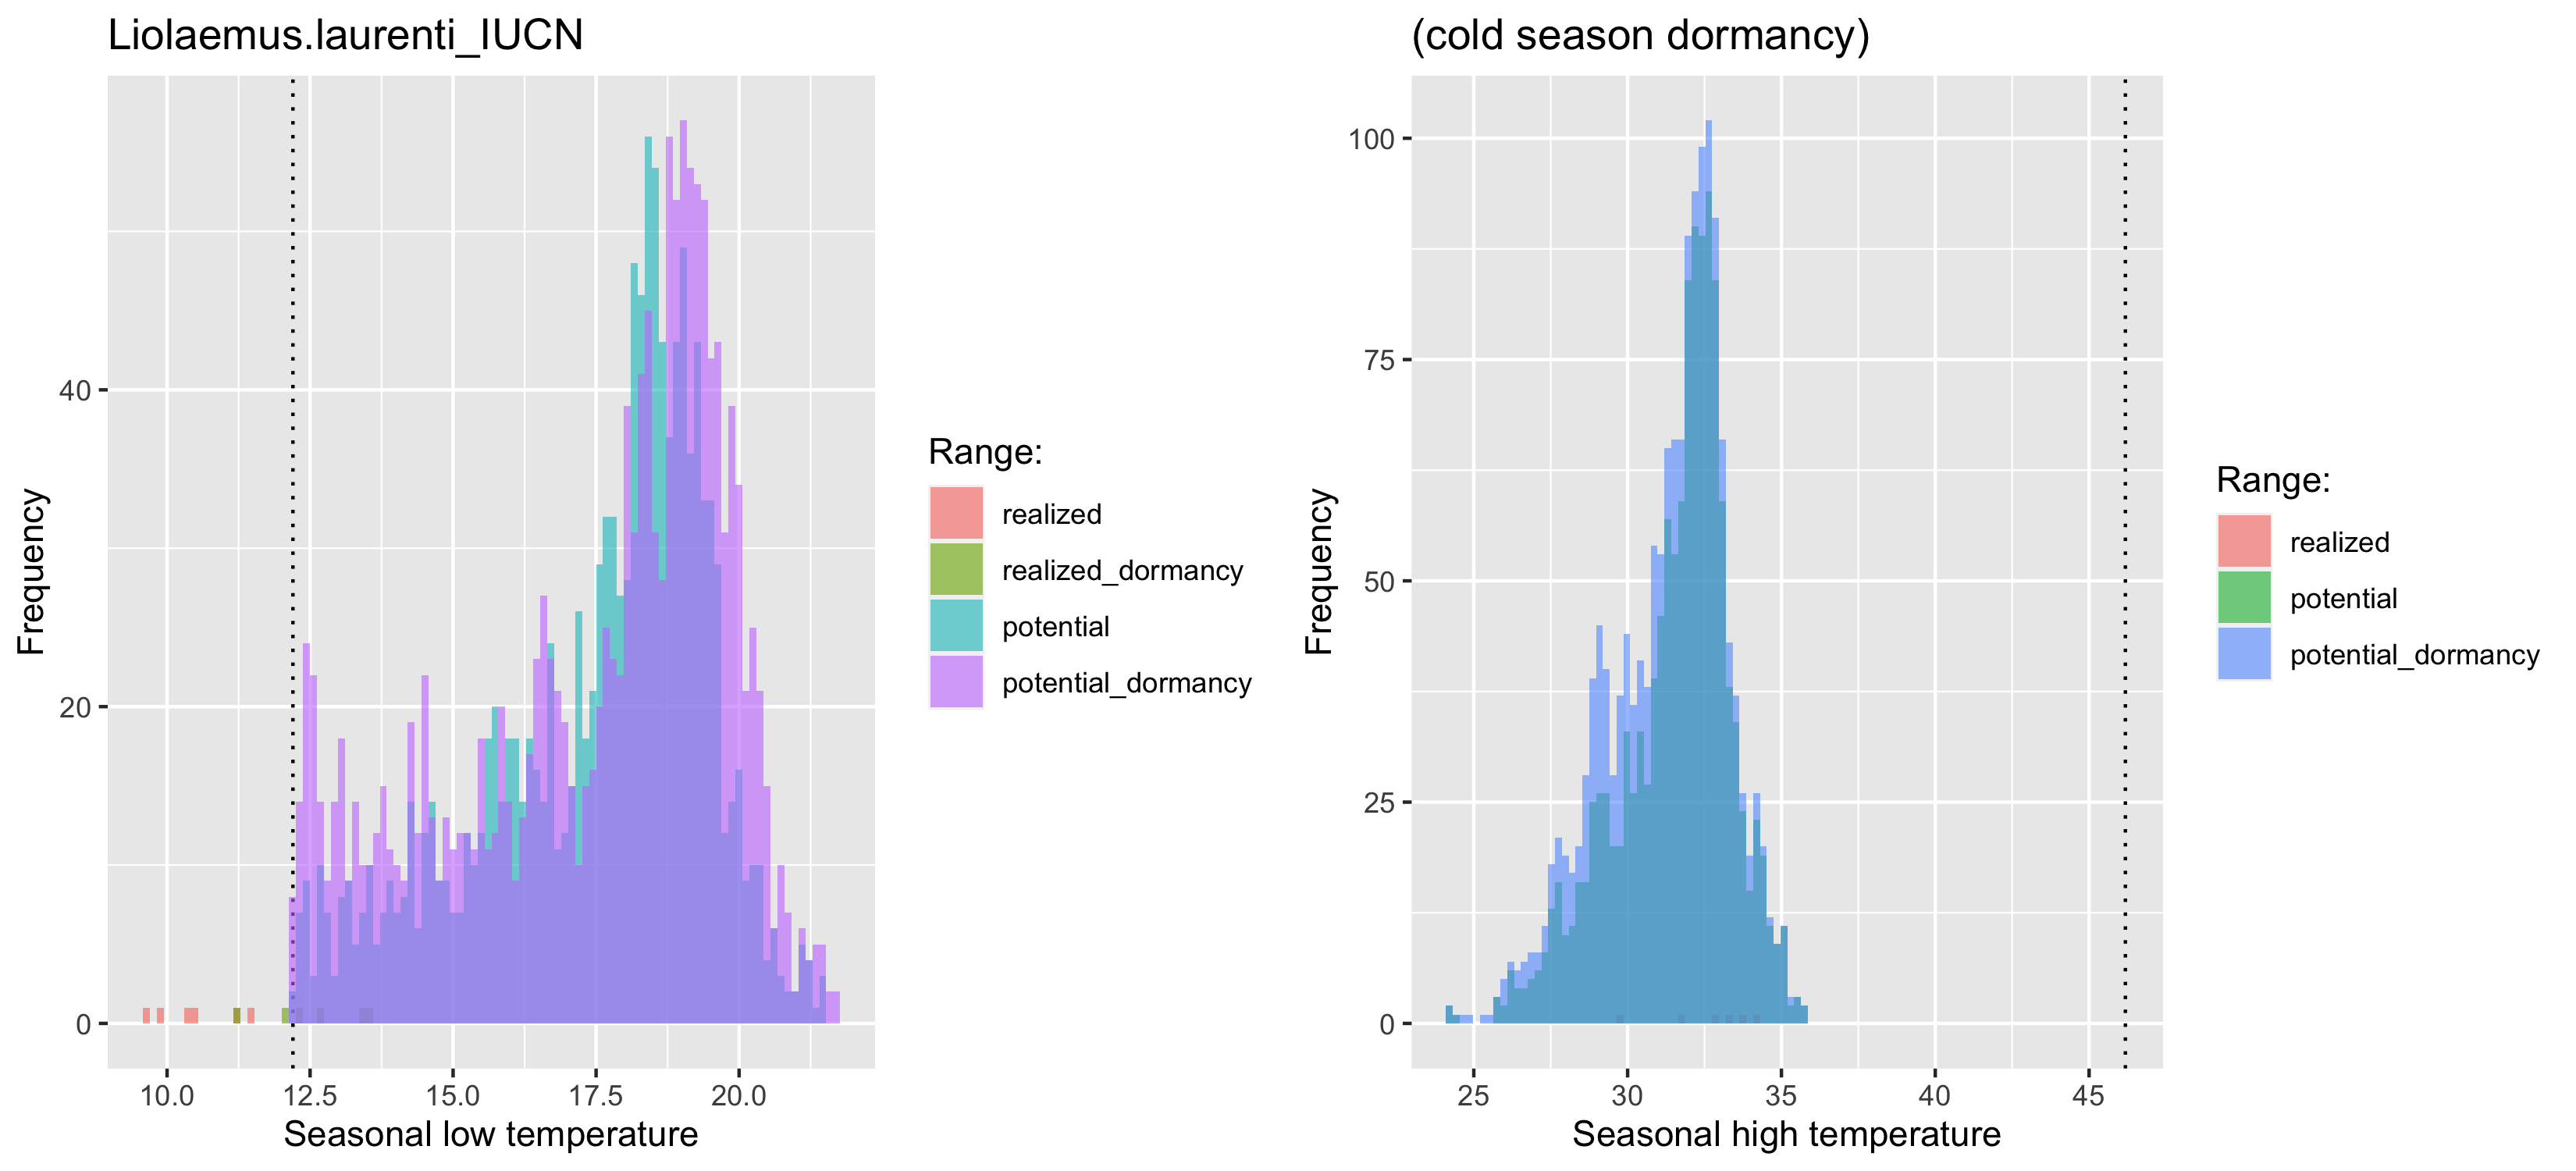 Liolaemus.laurenti_IUCN
Frequency
40
20
0
10.0
12.5
15.0
17.5
20.0
Seasonal low temperature
Range:
realized
realized_dormancy
potential
potential_dormancy
(cold season dormancy)
Frequency
100
75
50
25
0
25
30
35
40
45
Seasonal high temperature
Range:
realized
potential
potential_dormancy